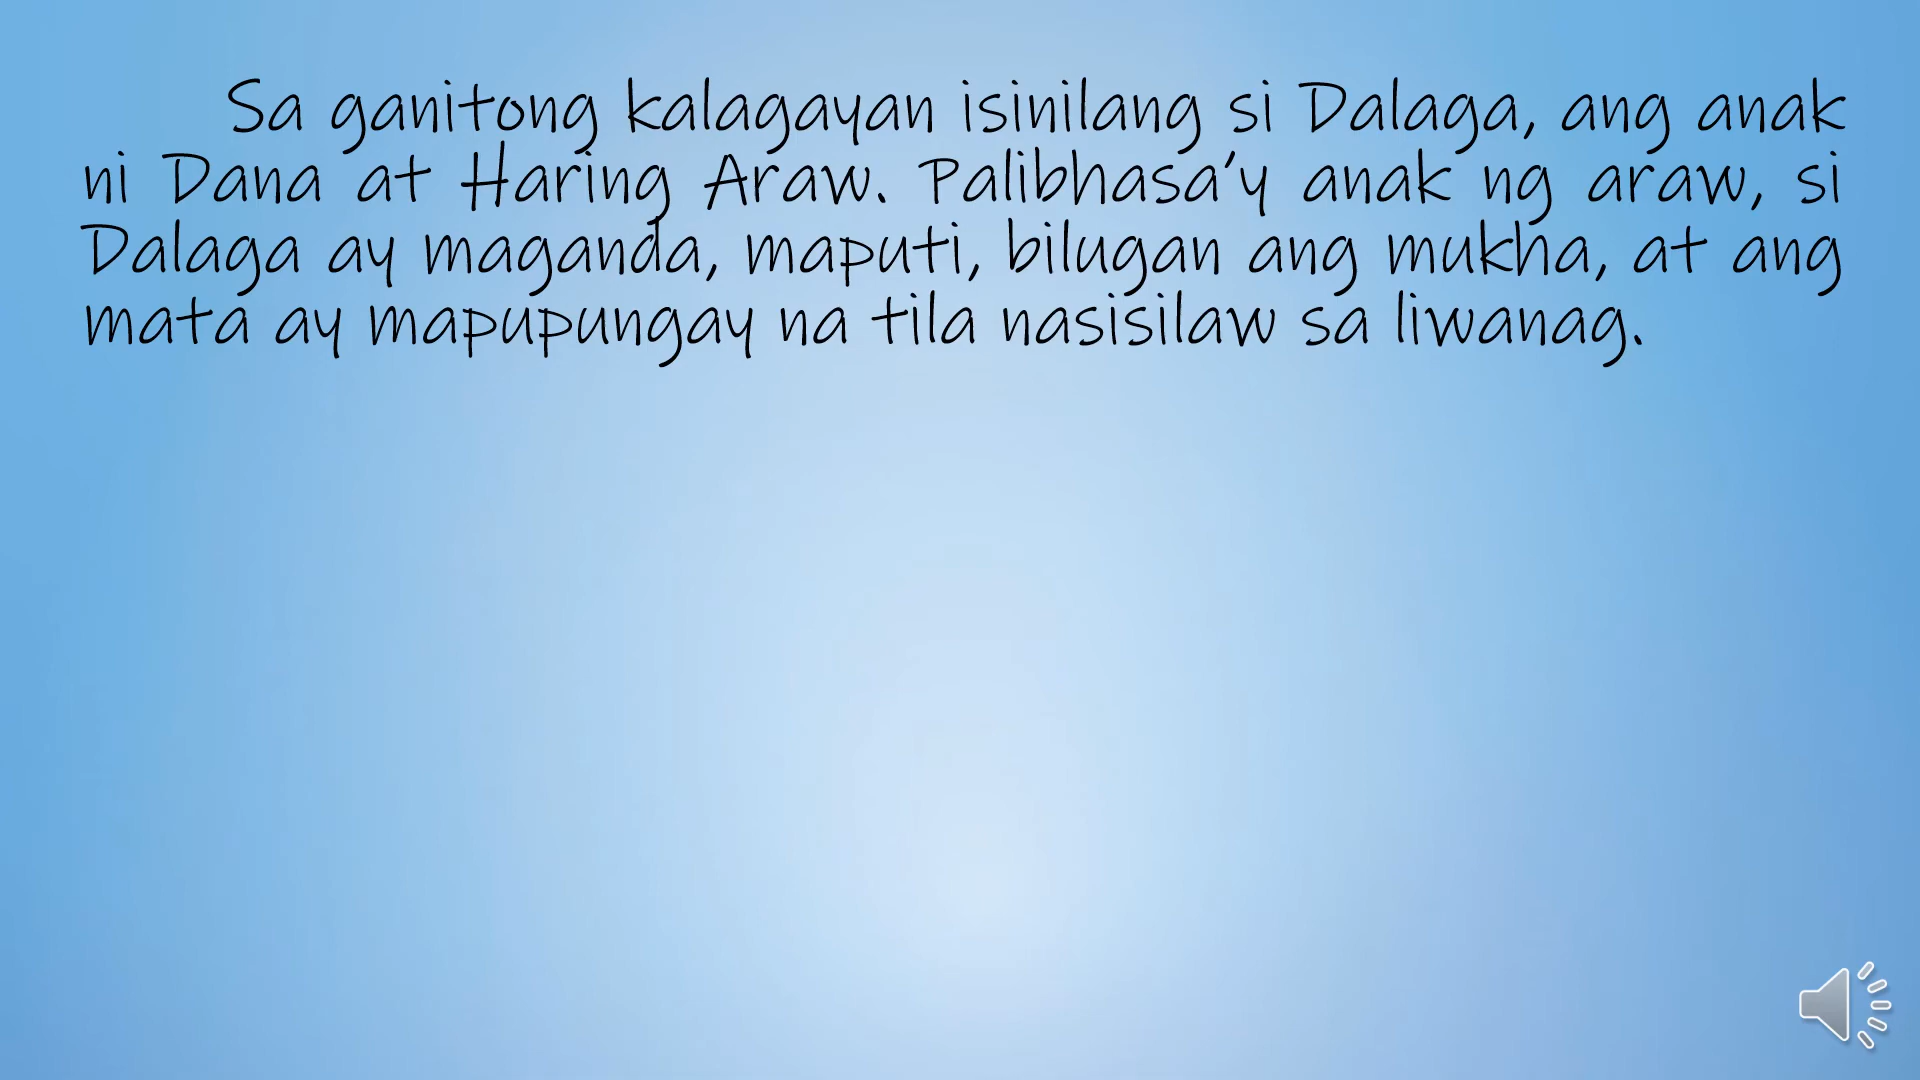 Sa ganitong kalagayan isinilang si Dalaga, ang anak
ni Dana at Haring Araw. Palibhasa’y anak ng araw, si
Dalaga ay maganda, maputi, bilugan ang mukha, at ang
mata ay mapupungay na tila nasisilaw sa liwanag.